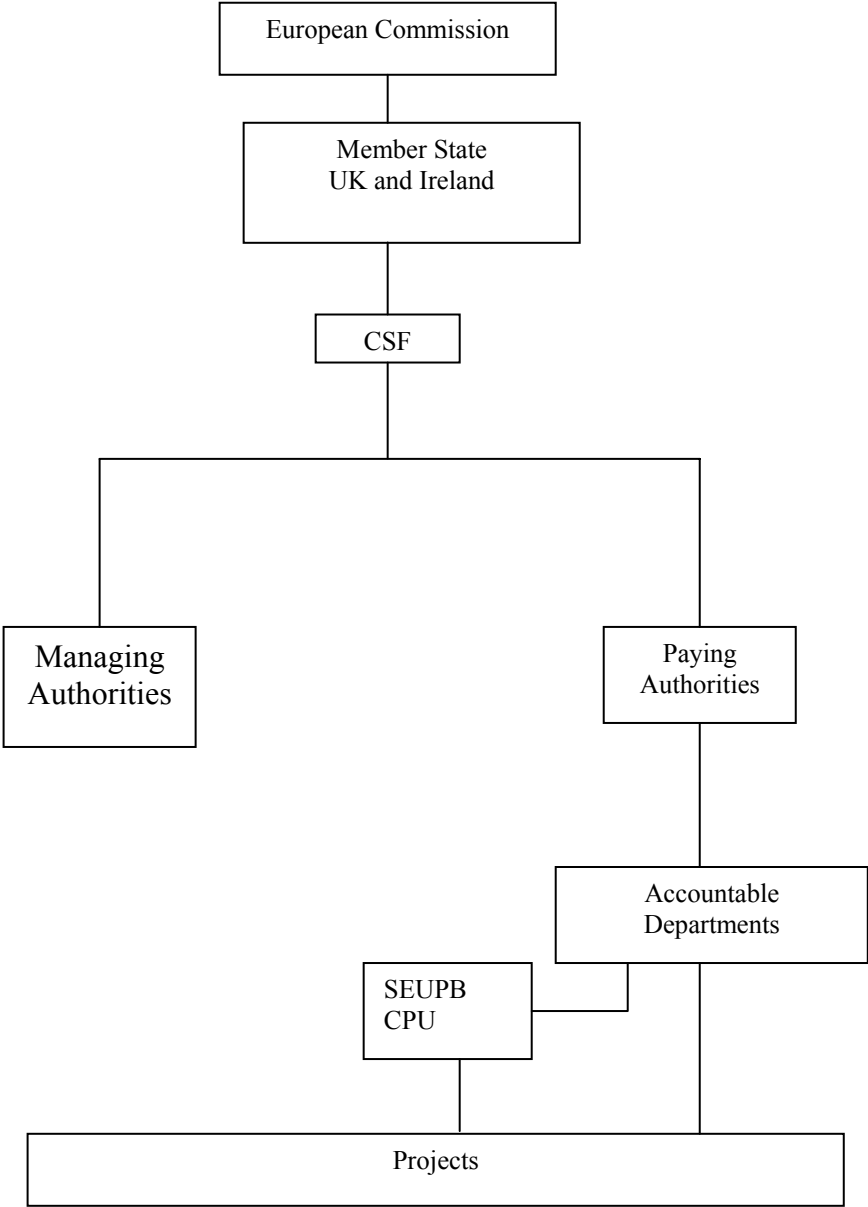 European Commission
Member State
UK and Ireland
CSF
Managing
Authorities
Paying
Authorities
Accountable
Departments
SEUPB
CPU
Projects